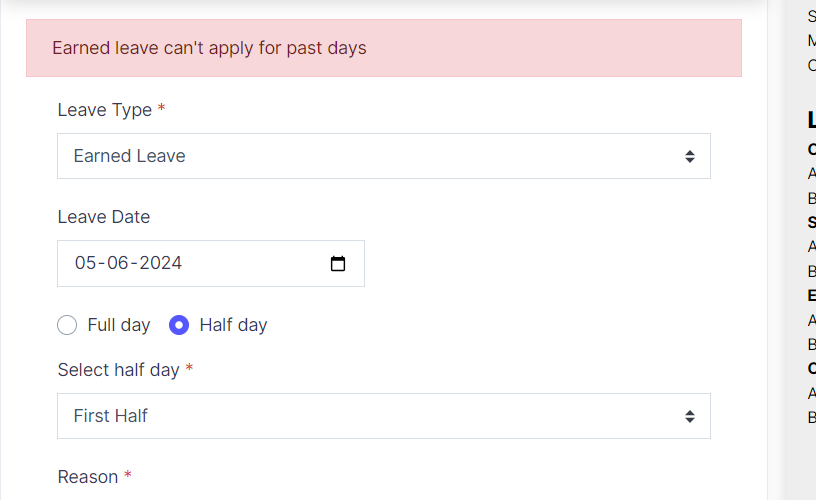 Earned leave can't apply for past days
Leave Type *
Earned Leave
Leave Date
05-06-2024
Full day
Half day
Select half day *
First Half
Reason *